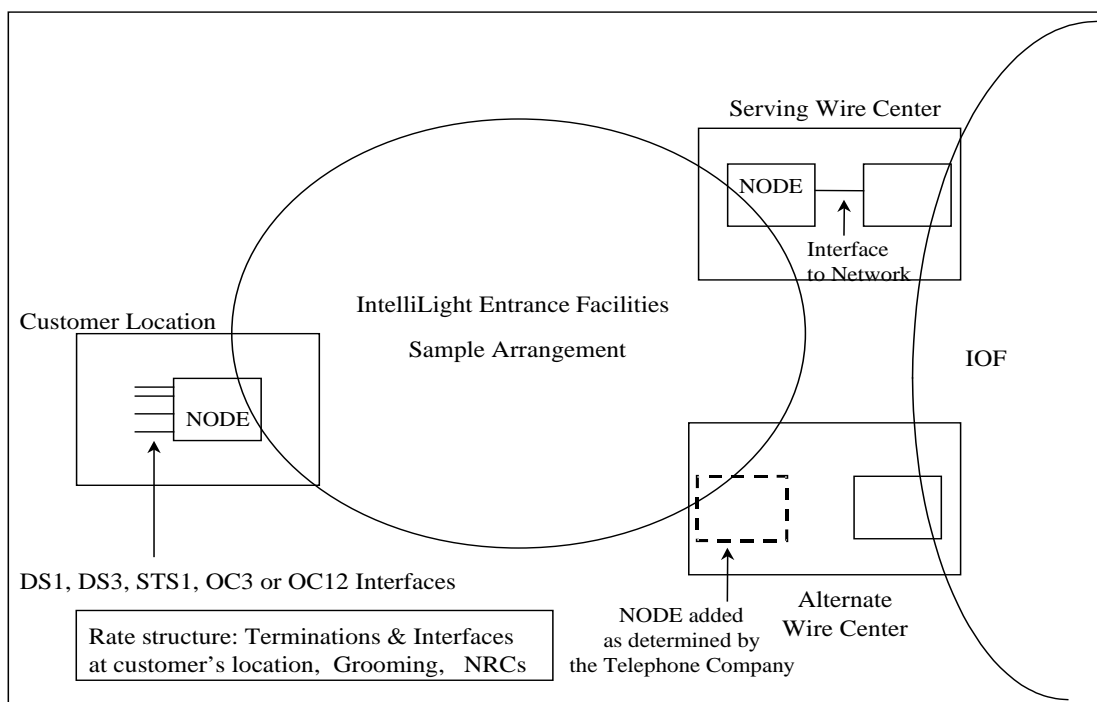 Serving Wire Center
NODE
Interface
to Network
IntelliLight Entrance Facilities
Sample Arrangement
Customer Location
NODE
IOF
DS1, DS3, STS1, OC3 or OC12 Interfaces
Rate structure: Terminations & Interfaces
at customer's location, Grooming, NRCs
NODE added
as determined by
the Telephone Company
Alternate
Wire Center